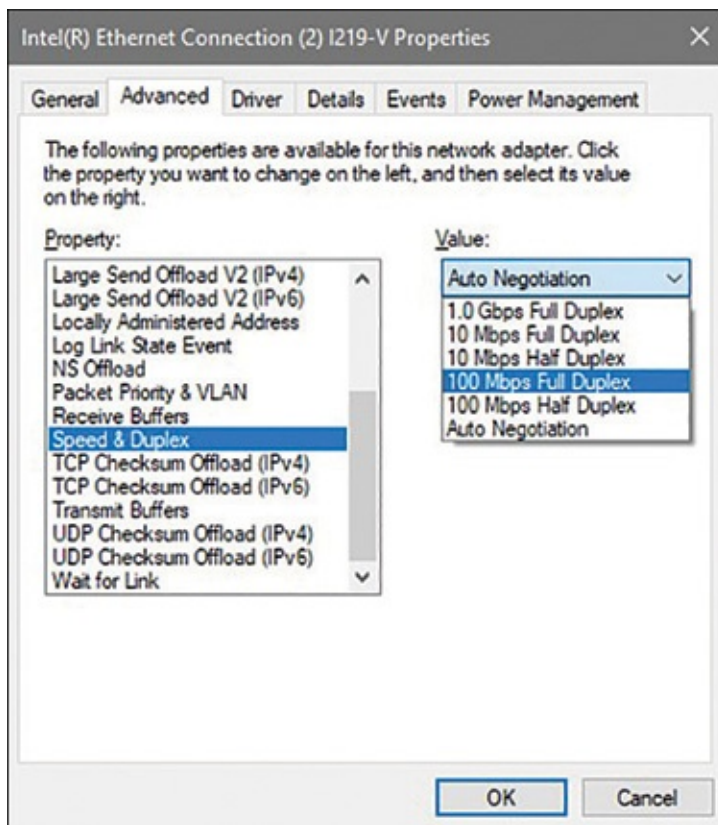 Intel(R) Ethernet Connection (2) I219-V Properties
General Advanced Driver Details Events Power Management
The following properties are available for this network adapter. Click
the property you want to change on the left, and then select its value
on the right.
Property:
Large Send Offload V2 (IPv4)
Large Send Offload V2 (IPv6)
Locally Administered Address
Log Link State Event
NS Offload
Packet Priority & VLAN
Receive Buffers
Speed & Duplex
TCP Checksum Offload (IPv4)
TCP Checksum Offload (IPv6)
Transmit Buffers
UDP Checksum Offload (IPv4)
UDP Checksum Offload (IPv6)
Wait for Link
Value:
Auto Negotiation
1.0 Gbps Full Duplex
10 Mbps Full Duplex
10 Mbps Half Duplex
100 Mbps Full Duplex
100 Mbps Half Duplex
Auto Negotiation
OK Cancel